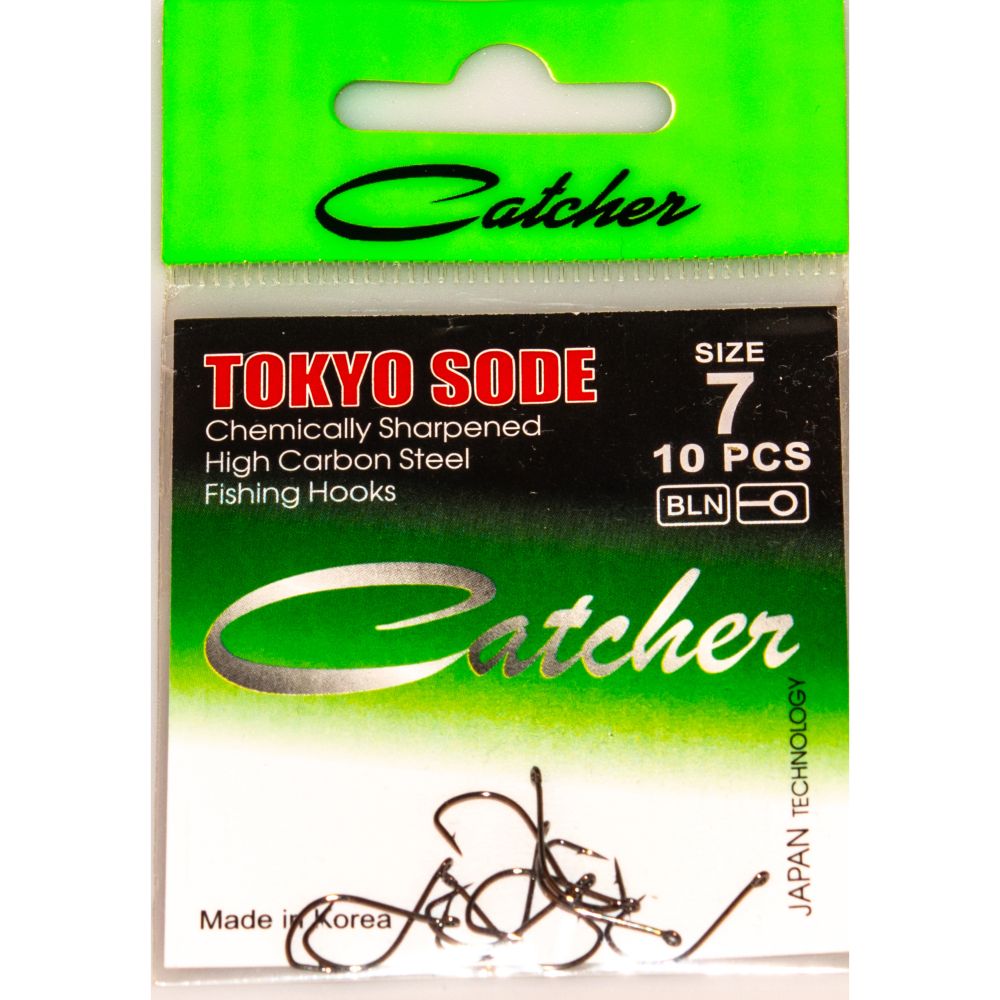 Catcher
TOKYO SODE
Chemically Sharpened
High Carbon Steel
Fishing Hooks
SIZE
7
10 PCS
BLN
Catcher
JAPAN TECHNOLOGY
Made in Korea